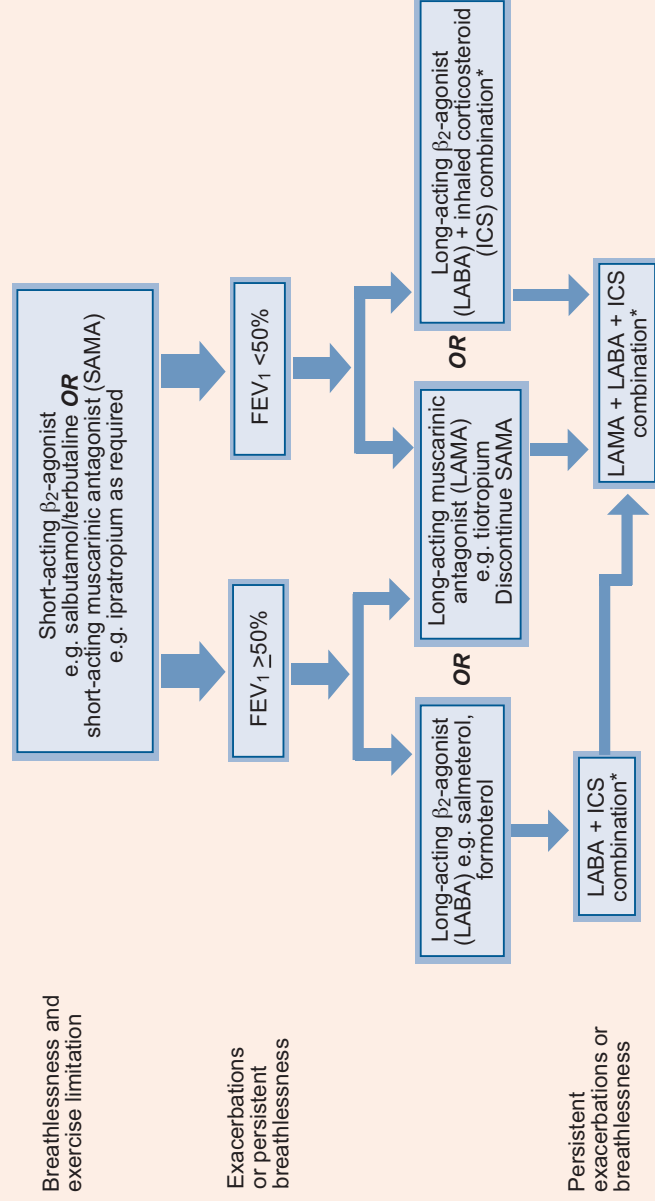 Breathlessness and
exercise limitation
Short-acting β2-agonist
e.g. salbutamol/terbutaline OR
short-acting muscarinic antagonist (SAMA)
e.g. ipratropium as required
Exacerbations
or persistent
breathlessness
FEV1 ≥50%
FEV1 <50%
Long-acting β2-agonist
(LABA) e.g. salmeterol,
formoterol
OR
Long-acting muscarinic
antagonist (LAMA)
e.g. tiotropium
Discontinue SAMA
OR
Long-acting β2-agonist
(LABA) + inhaled corticosteroid
(ICS) combination*
Persistent
exacerbations or
breathlessness
LABA + ICS
combination*
LAMA + LABA + ICS
combination*